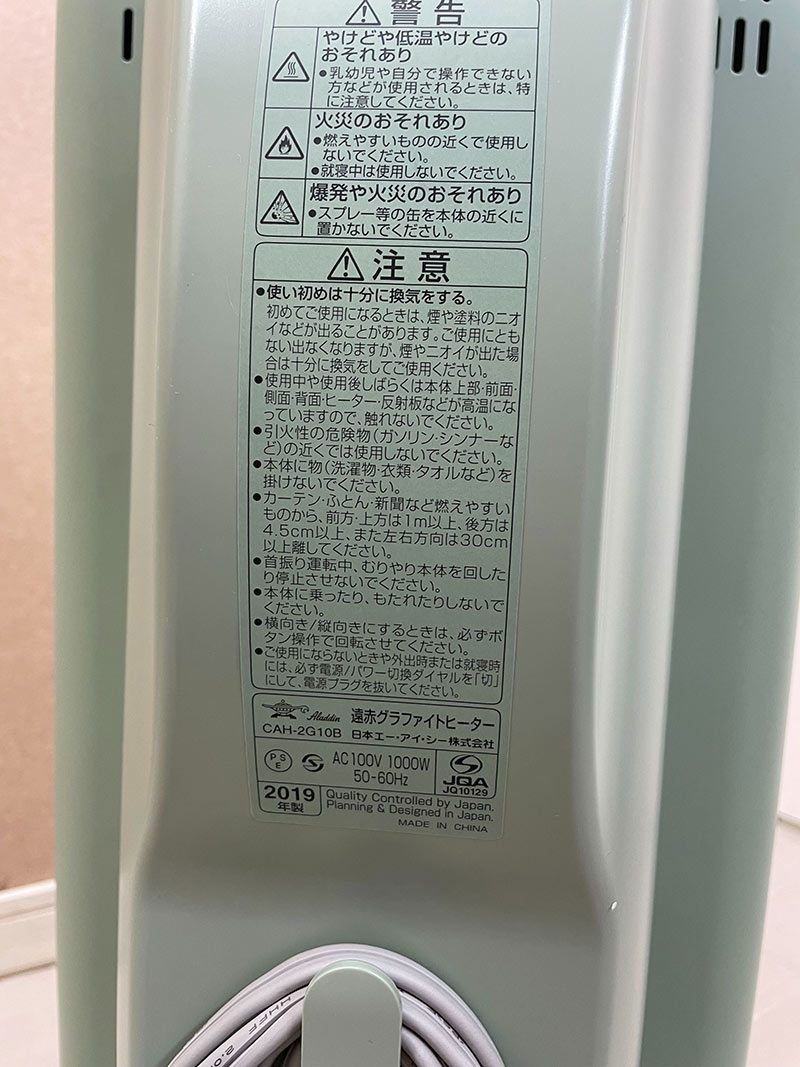 警告
やけどや低温やけどの
おそれあり
●乳幼児や自分で操作できない
方などが使用されるときは、特
に注意してください。
火災のおそれあり
●燃えやすいものの近くで使用し
ないでください。
●就寝中は使用しないでください。
爆発や火災のおそれあり
●スプレー等の缶を本体の近くに
置かないでください。
注意
●使い初めは十分に換気をする。
初めてご使用になるときは、煙や塗料のニオ
イなどが出ることがあります。ご使用にとも
ない出なくなりますが、煙やニオイが出た場
合は十分に換気をしてご使用ください。
●使用中や使用後しばらくは本体上部・前面・
側面・背面・ヒーター・反射板などが高温にな
っていますので、触れないでください。
●引火性の危険物(ガソリン・シンナーな
ど)の近くでは使用しないでください。
●本体に物(洗濯物・衣類・タオルなど)を
掛けないでください。
●カーテン・ふとん・新聞など燃えやすい
ものから、前方・上方は1m以上、後方は
4.5cm以上、また左右方向は30cm
以上離してください。
●首振り運転中、むりやり本体を回した
り停止させないでください。
●本体に乗ったり、もたれたりしないで
ください。
●横向き/縦向きにするときは、必ずボ
タン操作で回転させてください。
●ご使用にならないときや外出時または就寝時
には、必ず電源/パワー切換ダイヤルを「切」
にして、電源プラグを抜いてください。
Aladdin 遠赤グラファイトヒーター
CAH-2G10B 日本エー・アイ・シー株式会社
PSE S AC100V 1000W
50-60Hz
JQA
JQ10129
2019年製
Quality Controlled by Japan.
Planning & Designed in Japan.
MADE IN CHINA
HHFF 2.0